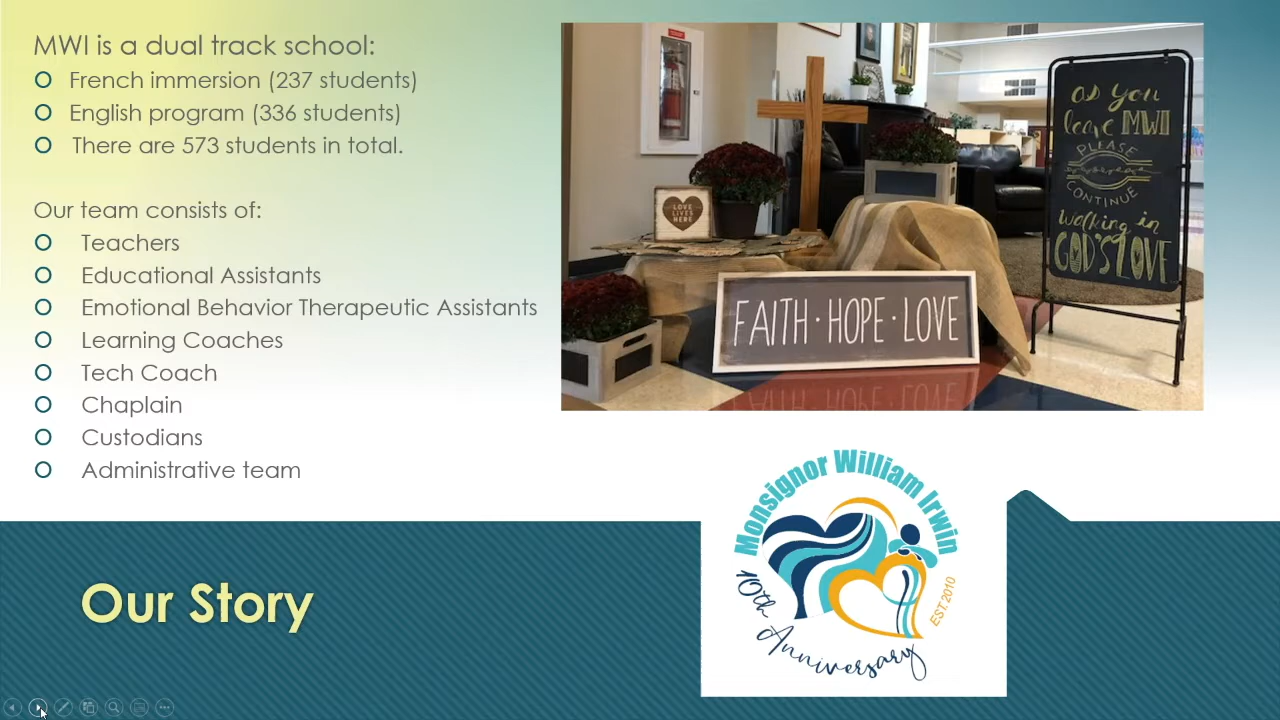 MWI is a dual track school:
French immersion (237 students)
English program (336 students)
There are 573 students in total.
Our team consists of:
Teachers
Educational Assistants
Emotional Behavior Therapeutic Assistants
Learning Coaches
Tech Coach
Chaplain
Custodians
Administrative team
LOVE
LIVES
HERE
FAITH · HOPE · LOVE
as you
leave MWI
PLEASE
CONTINUE
walking in
GOD'S LOVE
Our Story
Monsignor William Irwin
10th Anniversary
EST. 2010